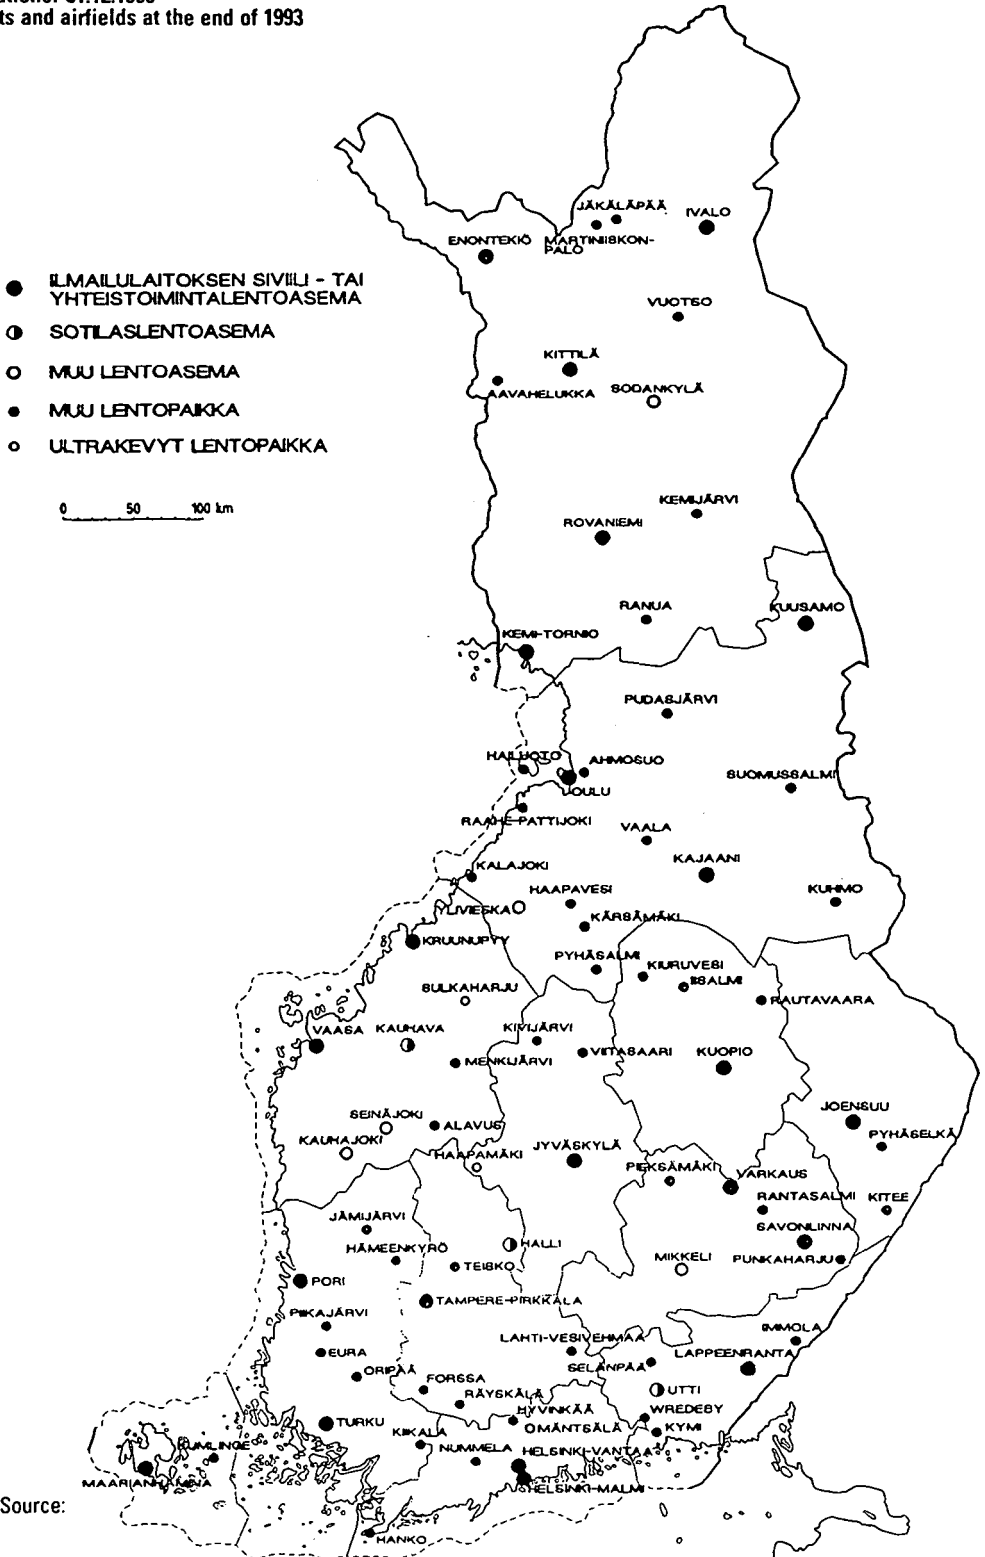 ts and airfields at the end of 1993
JÄKÄLÄPÄÄ
IVALO
ENONTEKIÖ
MARTINIISKON-
PALO
ILMAILULAITOKSEN SIVIILI - TAI
YHTEISTOIMINTALENTOASEMA
VUOTSO
SOTILASLENTOASEMA
KITTILÄ
MUU LENTOASEMA
AAVAHELUKKA
SODANKYLÄ
MUU LENTOPAIKKA
ULTRAKEVYT LENTOPAIKKA
0 50 100 km
KEMIJÄRVI
ROVANIEMI
RANUA
KUUSAMO
KEMI-TORNIO
PUDASJÄRVI
HAILUOTO
AHMOSUO
SUOMUSSALMI
OULU
RAAHE-PATTIJOKI
VAALA
KAJAANI
KALAJOKI
HAAPAVESI
KUHMO
YLIVIESKA
KÄRSÄMÄKI
KRUUNUPYY
PYHÄSALMI
KIURUVESI
IISALMI
SULKAHARJU
RAUTAVAARA
VAASA
KAUHAVA
KIVIJÄRVI
VIITASAARI
KUOPIO
MENKIJÄRVI
JOENSUU
SEINÄJOKI
ALAVUS
PYHÄSELKÄ
KAUHAJOKI
HAAPAMÄKI
JYVÄSKYLÄ
PIEKSÄMÄKI
VARKAUS
RANTASALMI
KITEE
JÄMIJÄRVI
SAVONLINNA
HÄMEENKYRÖ
HALLI
MIKKELI
PUNKAHARJU
TEISKO
PORI
TAMPERE-PIRKKALA
PIIKAJÄRVI
IMMOLA
LAHTI-VESIVEHMAA
EURA
LAPPEENRANTA
ORIPÄÄ
SELÄNPÄÄ
FORSSA
UTTI
RÄYSKÄLÄ
HYVINKÄÄ
WREDEBY
TURKU
OMÄNTSÄLÄ
KYMI
KIIKALA
NUMMELA
HELSINKI-VANTAA
KUMLINGE
MAARIANHAMINA
HELSINKI-MALMI
Source:
HANKO